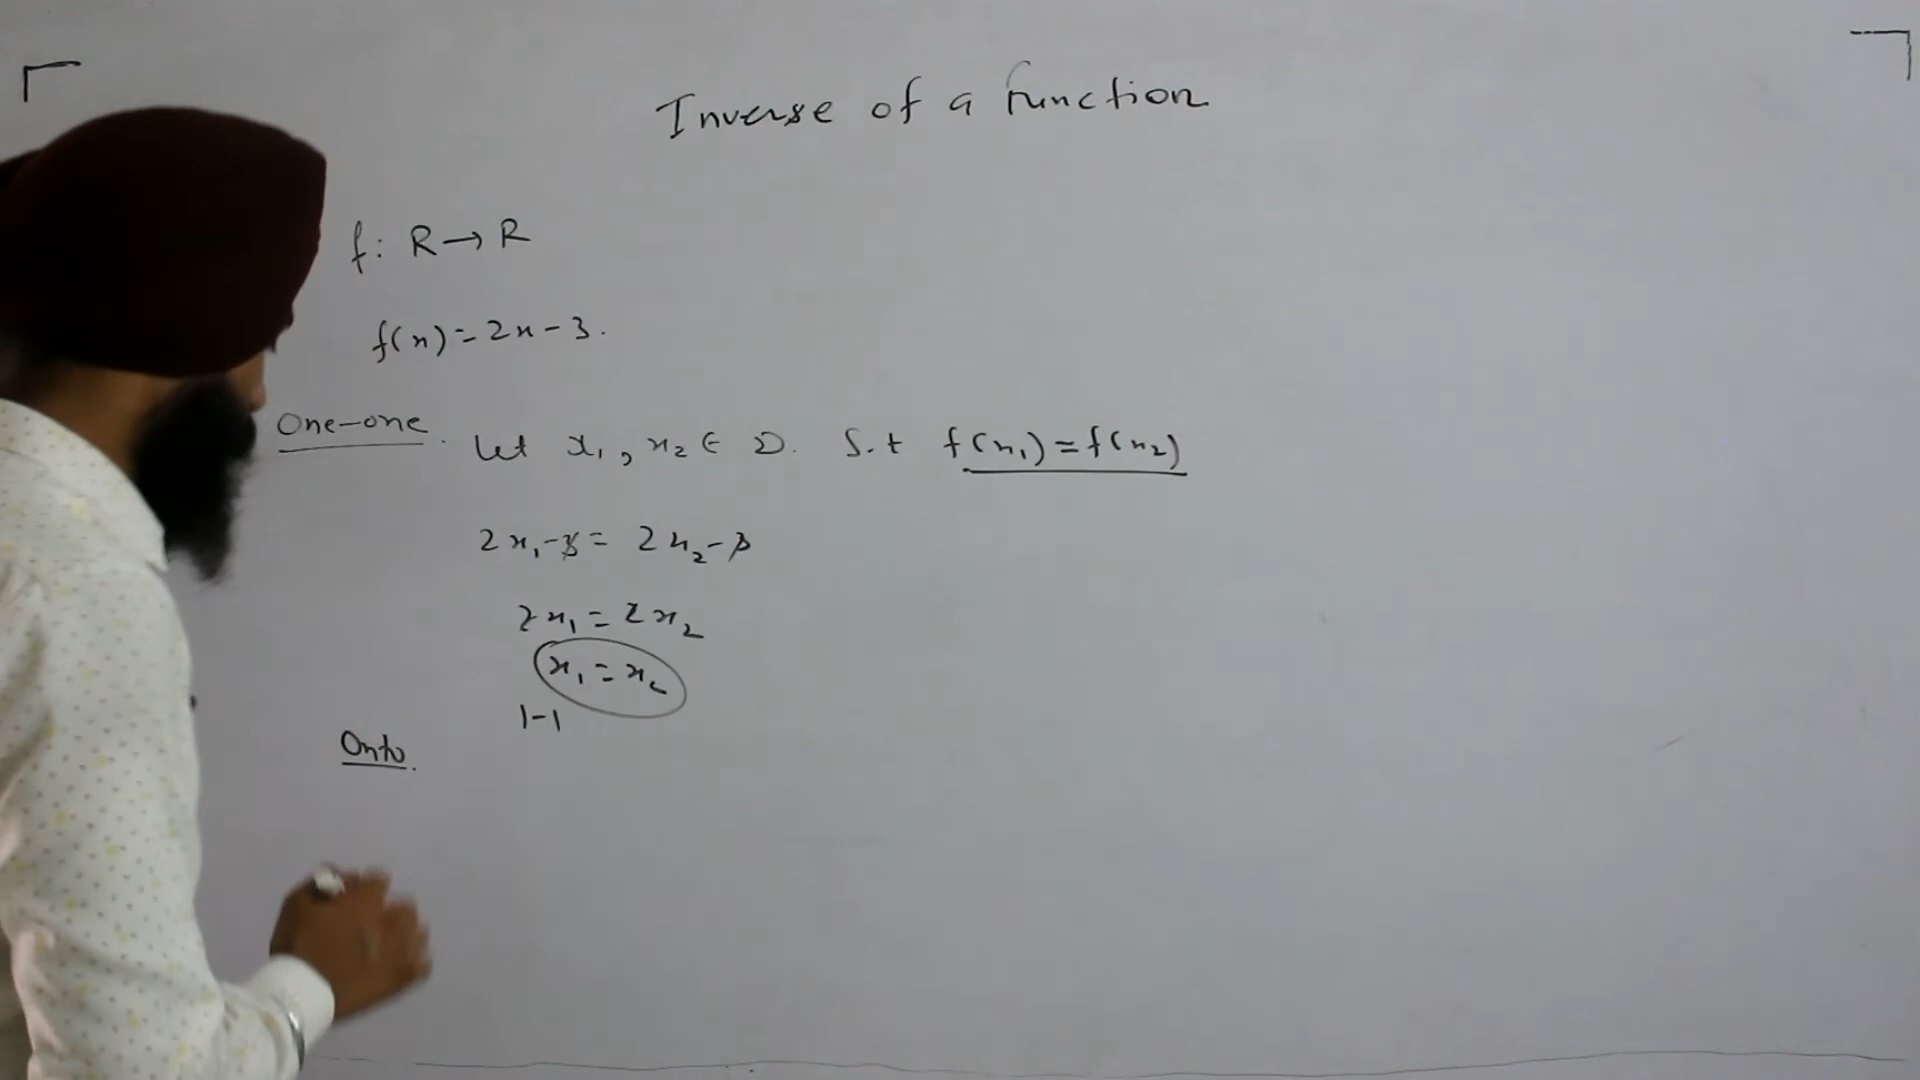 Inverse of a function
f: R→R
f(x)=2x-3.
One-one. Let x₁, x₂ ∈ D. S.t f(x₁)=f(x₂)
2x₁-3= 2x₂-3
2x₁=2x₂
x₁=x₂
1-1
Onto.